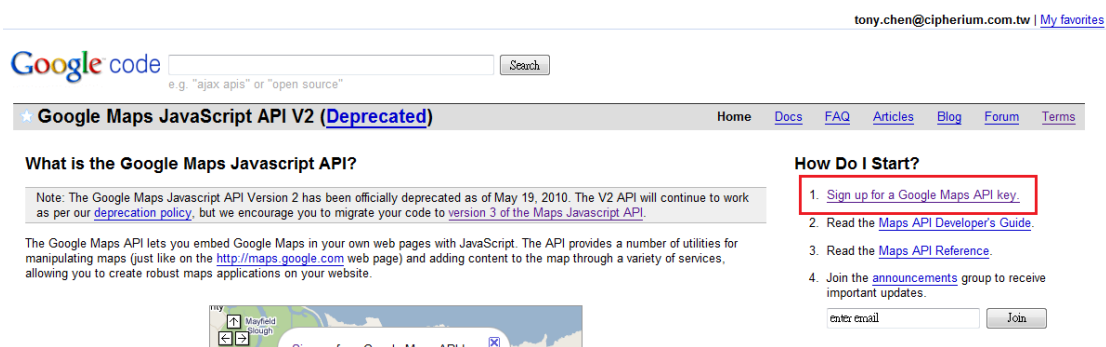 tony.chen@cipherium.com.tw | My favorites
Google code
Search
e.g. "ajax apis" or "open source"
Google Maps JavaScript API V2 (Deprecated)
Home Docs FAQ Articles Blog Forum Terms
What is the Google Maps Javascript API?
Note: The Google Maps Javascript API Version 2 has been officially deprecated as of May 19, 2010. The V2 API will continue to work
as per our deprecation policy, but we encourage you to migrate your code to version 3 of the Maps Javascript API.
The Google Maps API lets you embed Google Maps in your own web pages with JavaScript. The API provides a number of utilities for
manipulating maps (just like on the http://maps.google.com web page) and adding content to the map through a variety of services,
allowing you to create robust maps applications on your website.
Mayfield
Slough
How Do I Start?
1. Sign up for a Google Maps API key.
2. Read the Maps API Developer's Guide.
3. Read the Maps API Reference.
4. Join the announcements group to receive
important updates.
enter email
Join